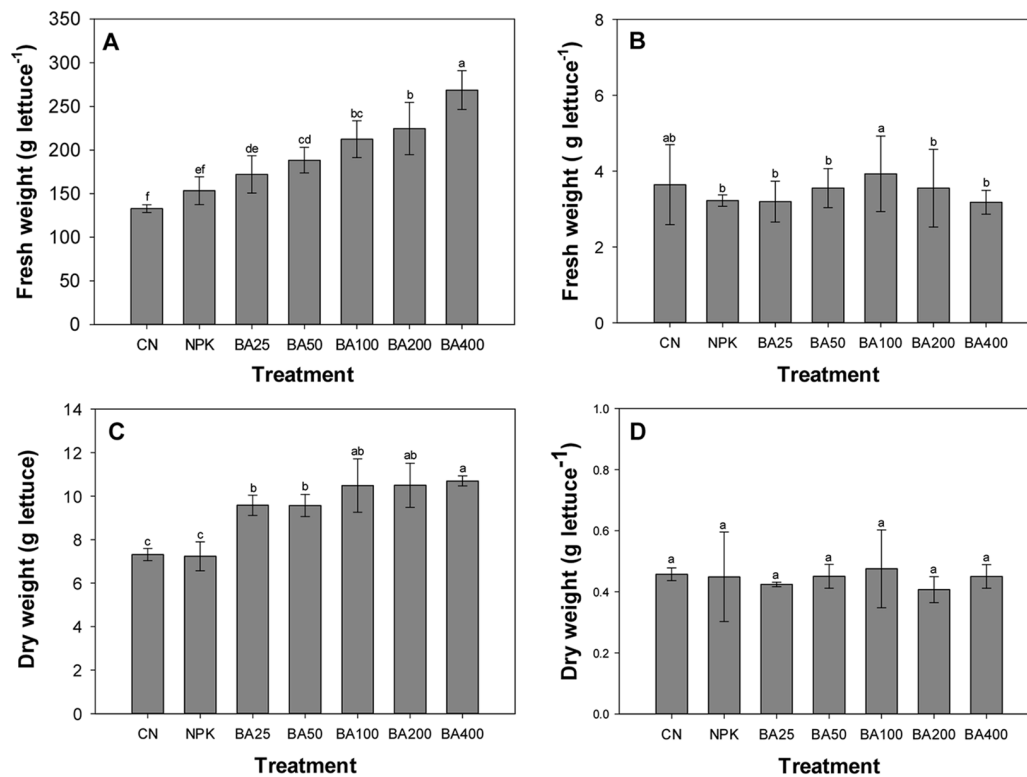 A
Fresh weight (g lettuce⁻¹)
350
300
250
200
150
100
50
0
f
ef
de
cd
bc
b
a
CN NPK BA25 BA50 BA100 BA200 BA400
Treatment
B
Fresh weight ( g lettuce⁻¹)
8
6
4
2
0
ab
b
b
b
a
b
b
CN NPK BA25 BA50 BA100 BA200 BA400
Treatment
C
Dry weight (g lettuce)
14
12
10
8
6
4
2
0
c
c
b
b
ab
ab
a
CN NPK BA25 BA50 BA100 BA200 BA400
Treatment
D
Dry weight (g lettuce⁻¹)
1.0
0.8
0.6
0.4
0.2
0.0
a
a
a
a
a
a
a
CN NPK BA25 BA50 BA100 BA200 BA400
Treatment